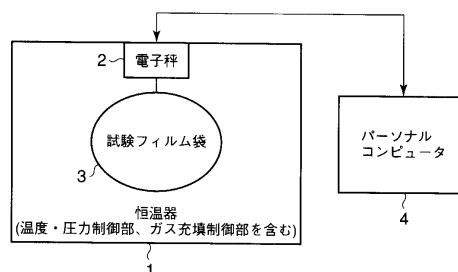 2
電子秤
試験フィルム袋
3
恒温器
(温度・圧力制御部、ガス充填制御部を含む)
1
パーソナル
コンピュータ
4